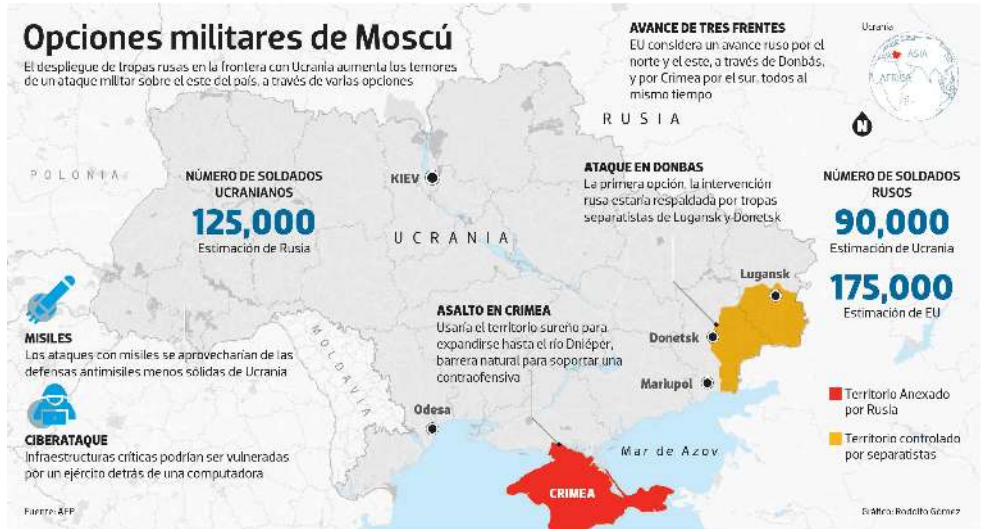 Opciones militares de Moscú
El despliegue de tropas rusas en la frontera con Ucrania aumenta los temores
de un ataque militar sobre el este del país, a través de varias opciones
AVANCE DE TRES FRENTES
EU considera un avance ruso por el
norte y el este, a través de Donbás,
y por Crimea por el sur, todos al
mismo tiempo
Ucrania
ASIA
AFRICA
N
RUSIA
POLONIA
NÚMERO DE SOLDADOS
UCRANIANOS
125,000
Estimación de Rusia
KIEV
UCRANIA
ATAQUE EN DONBAS
La primera opción, la intervención
rusa estaría respaldada por tropas
separatistas de Lugansk y Donetsk
NÚMERO DE SOLDADOS
RUSOS
90,000
Estimación de Ucrania
175,000
Estimación de EU
Lugansk
Donetsk
Mariupol
MISILES
Los ataques con misiles se aprovecharían de las
defensas antimisiles menos sólidas de Ucrania
MOLDAVIA
ASALTO EN CRIMEA
Usaría el territorio sureño para
expandirse hasta el río Dniéper,
barrera natural para soportar una
contraofensiva
Odesa
CIBERATAQUE
Infraestructuras críticas podrían ser vulneradas
por un ejército detrás de una computadora
Mar de Azov
CRIMEA
Territorio Anexado
por Rusia
Territorio controlado
por separatistas
Fuente: AFP
Gráfico: Rodolfo Gómez